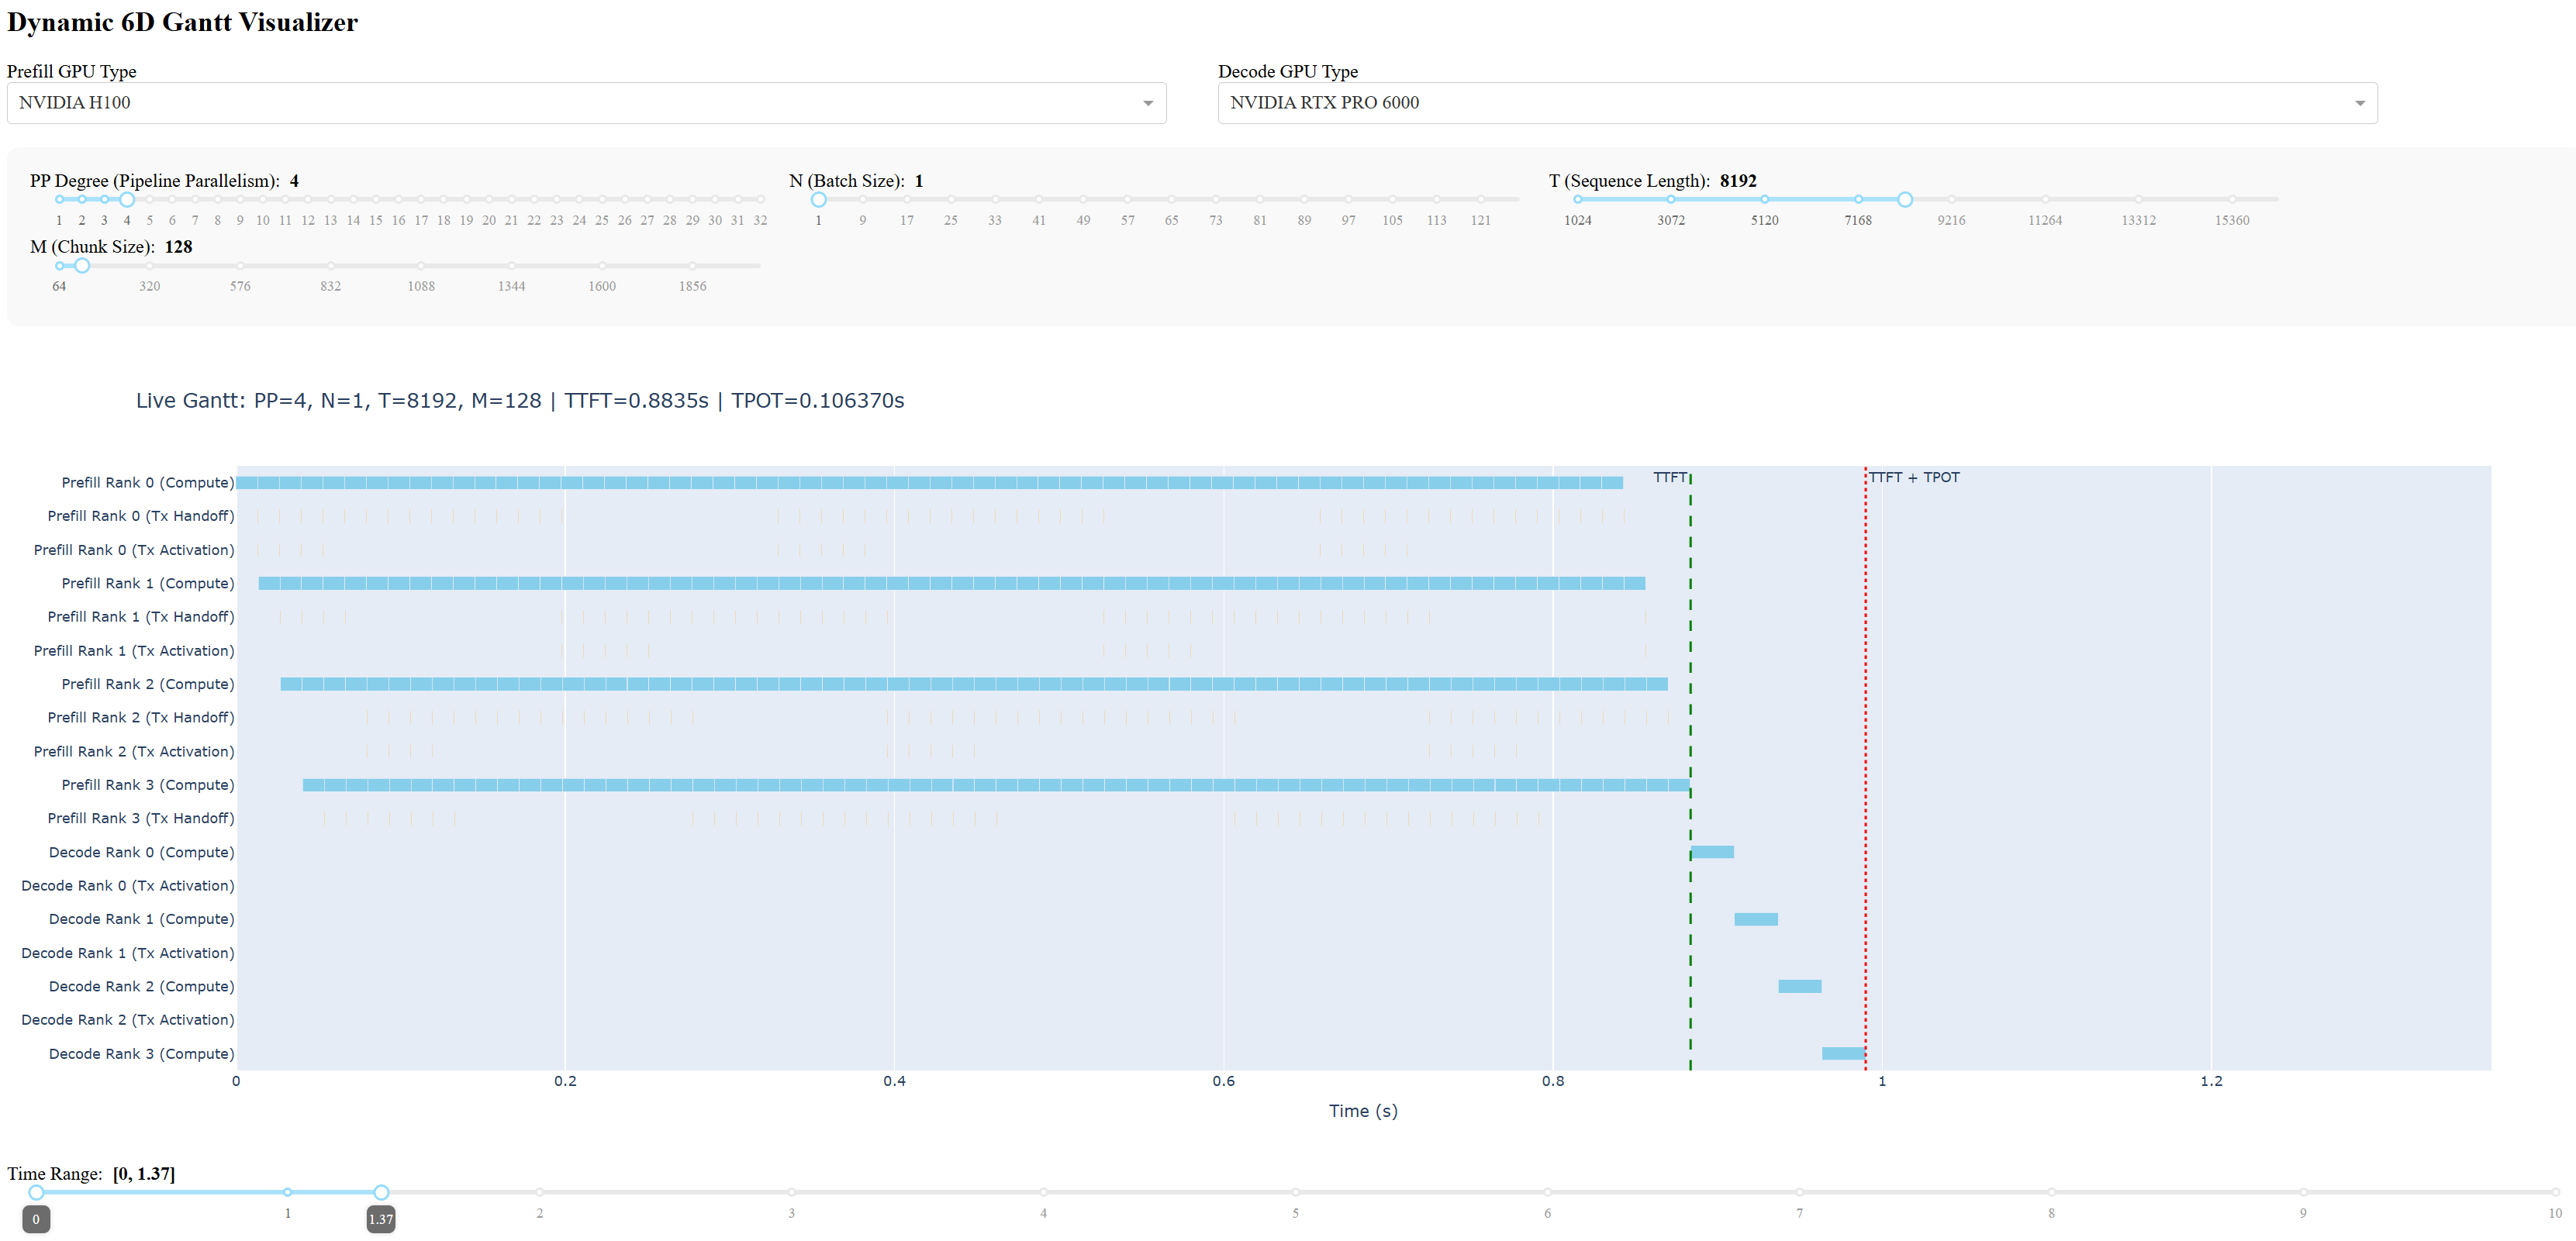 Dynamic 6D Gantt Visualizer
Prefill GPU Type
NVIDIA H100
Decode GPU Type
NVIDIA RTX PRO 6000
PP Degree (Pipeline Parallelism): 4
1 2 3 4 5 6 7 8 9 10 11 12 13 14 15 16 17 18 19 20 21 22 23 24 25 26 27 28 29 30 31 32
N (Batch Size): 1
1 9 17 25 33 41 49 57 65 73 81 89 97 105 113 121
T (Sequence Length): 8192
1024 3072 5120 7168 9216 11264 13312 15360
M (Chunk Size): 128
64 320 576 832 1088 1344 1600 1856
Live Gantt: PP=4, N=1, T=8192, M=128 | TTFT=0.8835s | TPOT=0.106370s
TTFT
TTFT + TPOT
Prefill Rank 0 (Compute)
Prefill Rank 0 (Tx Handoff)
Prefill Rank 0 (Tx Activation)
Prefill Rank 1 (Compute)
Prefill Rank 1 (Tx Handoff)
Prefill Rank 1 (Tx Activation)
Prefill Rank 2 (Compute)
Prefill Rank 2 (Tx Handoff)
Prefill Rank 2 (Tx Activation)
Prefill Rank 3 (Compute)
Prefill Rank 3 (Tx Handoff)
Decode Rank 0 (Compute)
Decode Rank 0 (Tx Activation)
Decode Rank 1 (Compute)
Decode Rank 1 (Tx Activation)
Decode Rank 2 (Compute)
Decode Rank 2 (Tx Activation)
Decode Rank 3 (Compute)
0 0.2 0.4 0.6 0.8 1 1.2
Time (s)
Time Range: [0, 1.37]
0 1 1.37 2 3 4 5 6 7 8 9 10